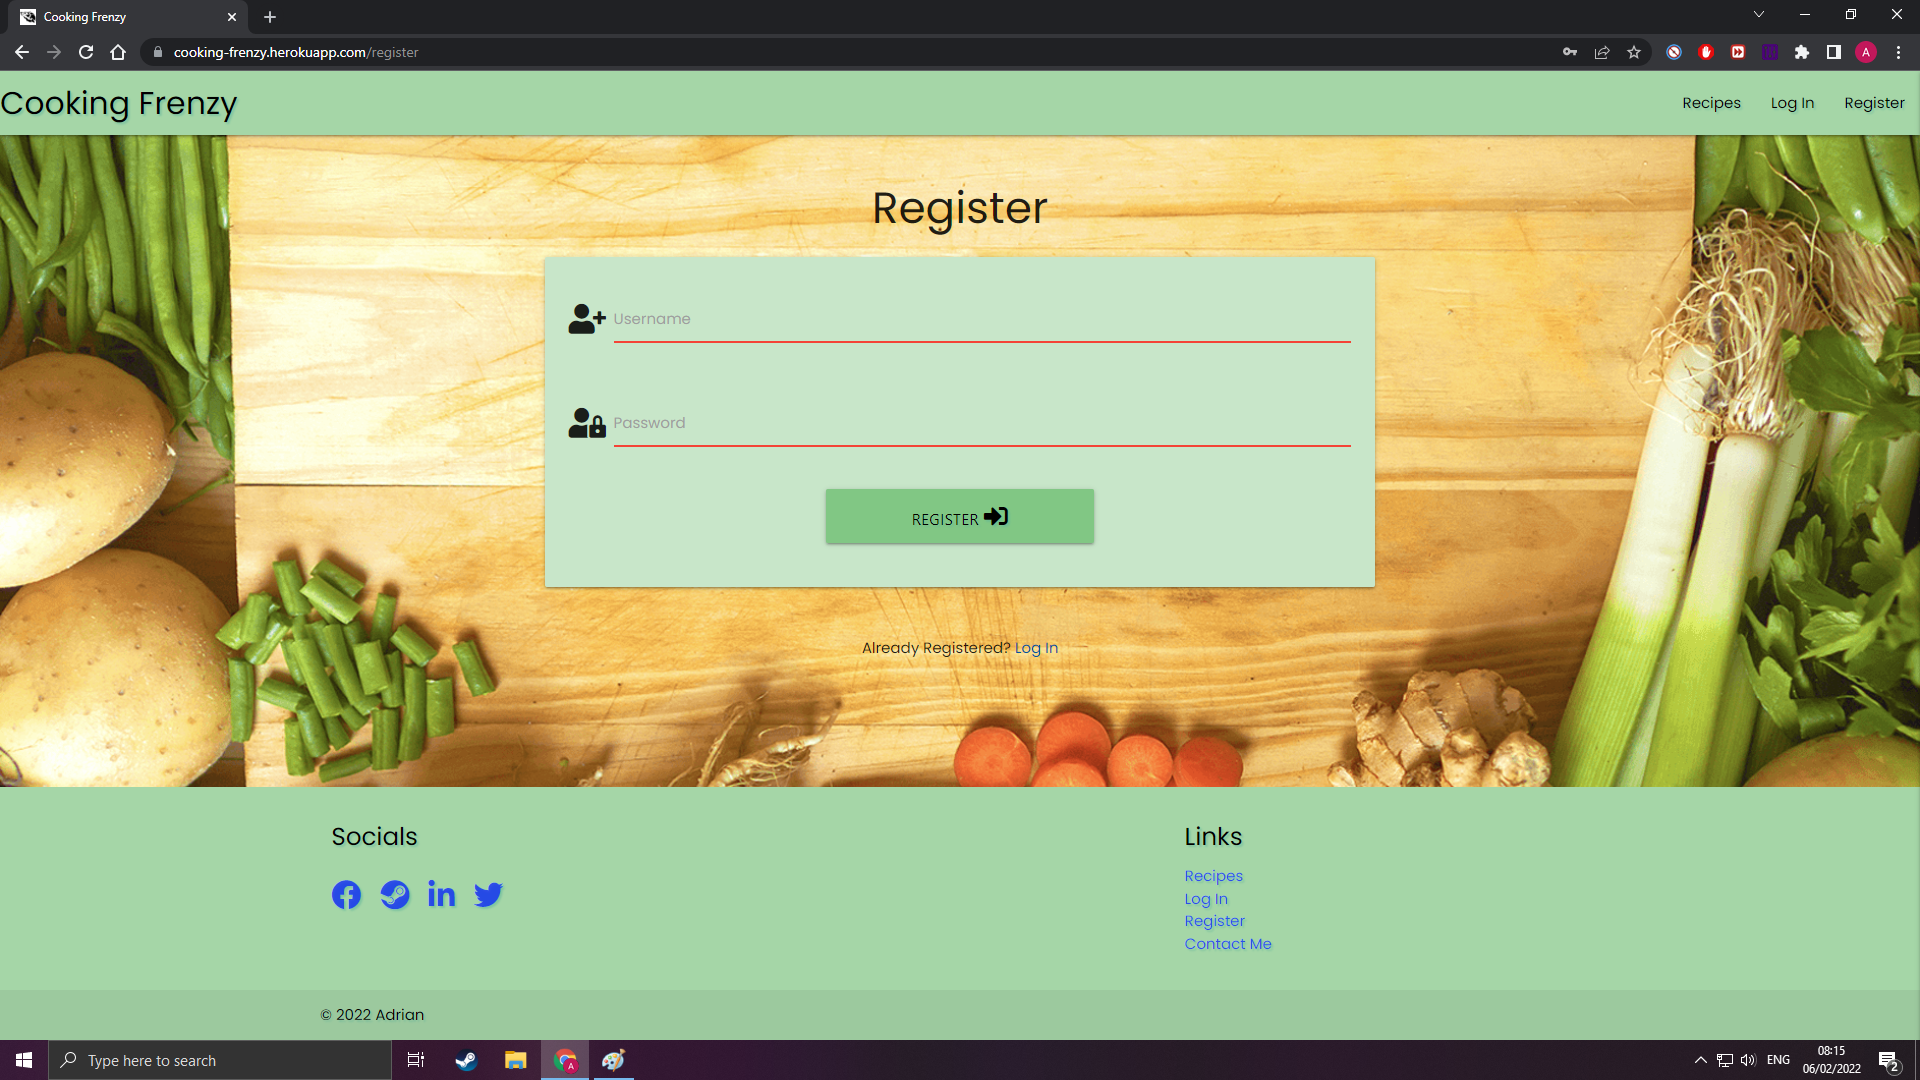 Cooking Frenzy
cooking-frenzy.herokuapp.com/register
A
Cooking Frenzy
Recipes
Log In
Register
Register
Username
Password
REGISTER
Already Registered? Log In
Socials
Links
Recipes
Log In
Register
Contact Me
© 2022 Adrian
Type here to search
A
ENG
08:15
06/02/2022
2